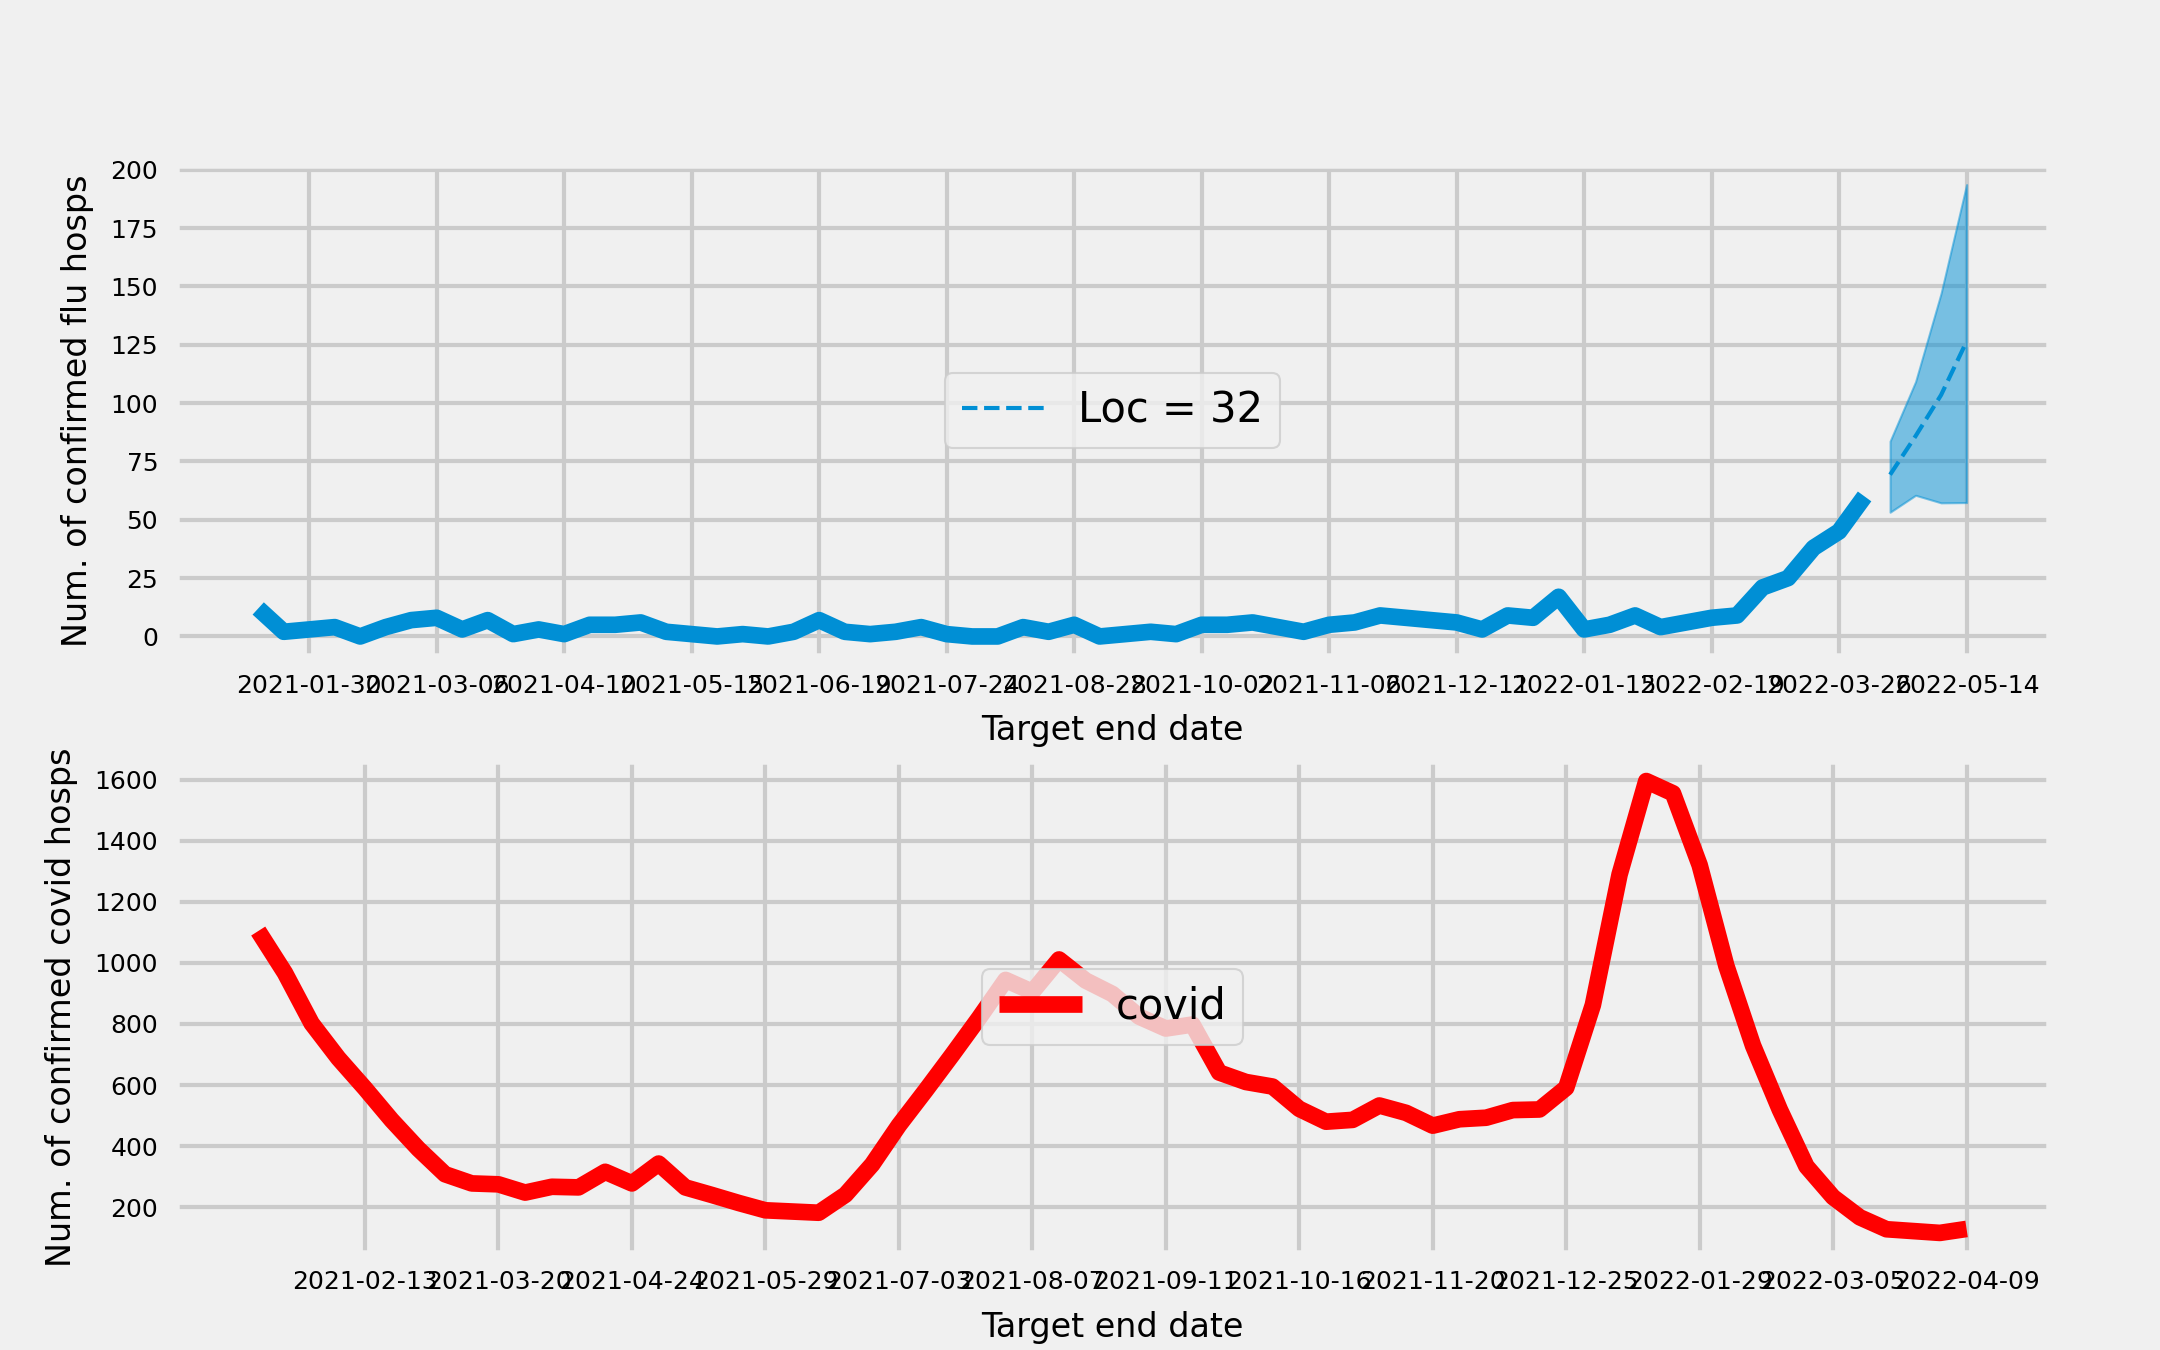 Num. of confirmed flu hosps
200
175
150
125
100
75
50
25
0
Loc = 32
2021-01-30 2021-03-06 2021-04-10 2021-05-15 2021-06-19 2021-07-24 2021-08-28 2021-10-02 2021-11-06 2021-12-11 2022-01-15 2022-02-19 2022-03-26 2022-05-14
Target end date
Num. of confirmed covid hosps
1600
1400
1200
1000
800
600
400
200
covid
2021-02-13 2021-03-20 2021-04-24 2021-05-29 2021-07-03 2021-08-07 2021-09-11 2021-10-16 2021-11-20 2021-12-25 2022-01-29 2022-03-05 2022-04-09
Target end date